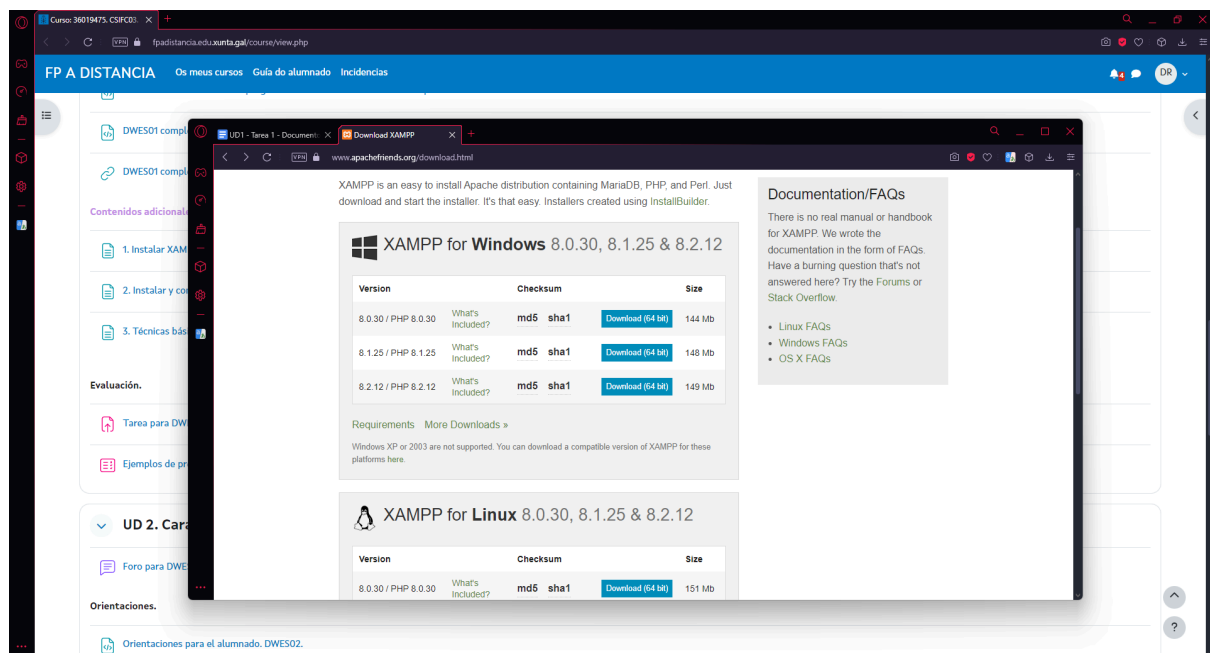 Curso: 36019475. CSIFC03.
VPN
fpadistancia.edu.xunta.gal/course/view.php
FP A DISTANCIA
Os meus cursos
Guía do alumnado
Incidencias
4
DR
DWES01 compl
DWES01 compl
Contenidos adicional
1. Instalar XAM
2. Instalar y co
3. Técnicas bás
Evaluación.
Tarea para DW
Ejemplos de pr
UD 2. Cara
Foro para DWE
Orientaciones.
Orientaciones para el alumnado. DWES02.
?
UD1 - Tarea 1 - Document
Download XAMPP
VPN
www.apachefriends.org/download.html
XAMPP is an easy to install Apache distribution containing MariaDB, PHP, and Perl. Just
download and start the installer. It's that easy. Installers created using InstallBuilder.
XAMPP for Windows 8.0.30, 8.1.25 & 8.2.12
Version Checksum Size
8.0.30 / PHP 8.0.30 What's Included? md5 sha1 Download (64 bit) 144 Mb
8.1.25 / PHP 8.1.25 What's Included? md5 sha1 Download (64 bit) 148 Mb
8.2.12 / PHP 8.2.12 What's Included? md5 sha1 Download (64 bit) 149 Mb
Requirements More Downloads »
Windows XP or 2003 are not supported. You can download a compatible version of XAMPP for these
platforms here.
XAMPP for Linux 8.0.30, 8.1.25 & 8.2.12
Version Checksum Size
8.0.30 / PHP 8.0.30 What's Included? md5 sha1 Download (64 bit) 151 Mb
Documentation/FAQs
There is no real manual or handbook
for XAMPP. We wrote the
documentation in the form of FAQs.
Have a burning question that's not
answered here? Try the Forums or
Stack Overflow.
Linux FAQs
Windows FAQs
OS X FAQs